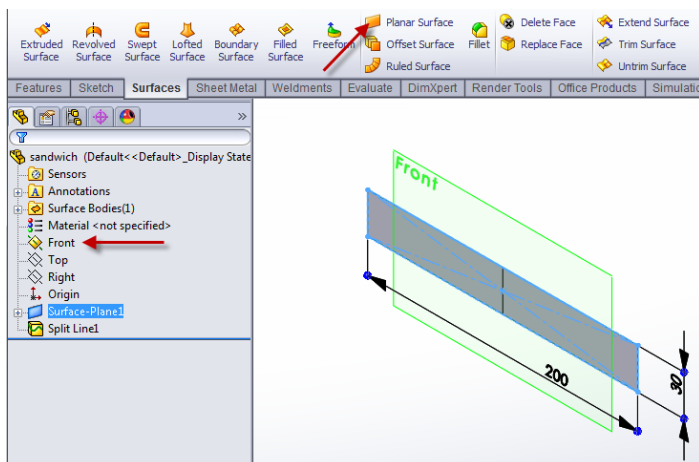 Extruded Surface
Revolved Surface
Swept Surface
Lofted Surface
Boundary Surface
Filled Surface
Freeform
Planar Surface
Offset Surface
Ruled Surface
Fillet
Delete Face
Replace Face
Extend Surface
Trim Surface
Untrim Surface
Features Sketch Surfaces Sheet Metal Weldments Evaluate DimXpert Render Tools Office Products Simulatio
»
sandwich (Default<<Default>_Display State
Sensors
Annotations
Surface Bodies(1)
Material <not specified>
Front
Top
Right
Origin
Surface-Plane1
Split Line1
Front
200
30